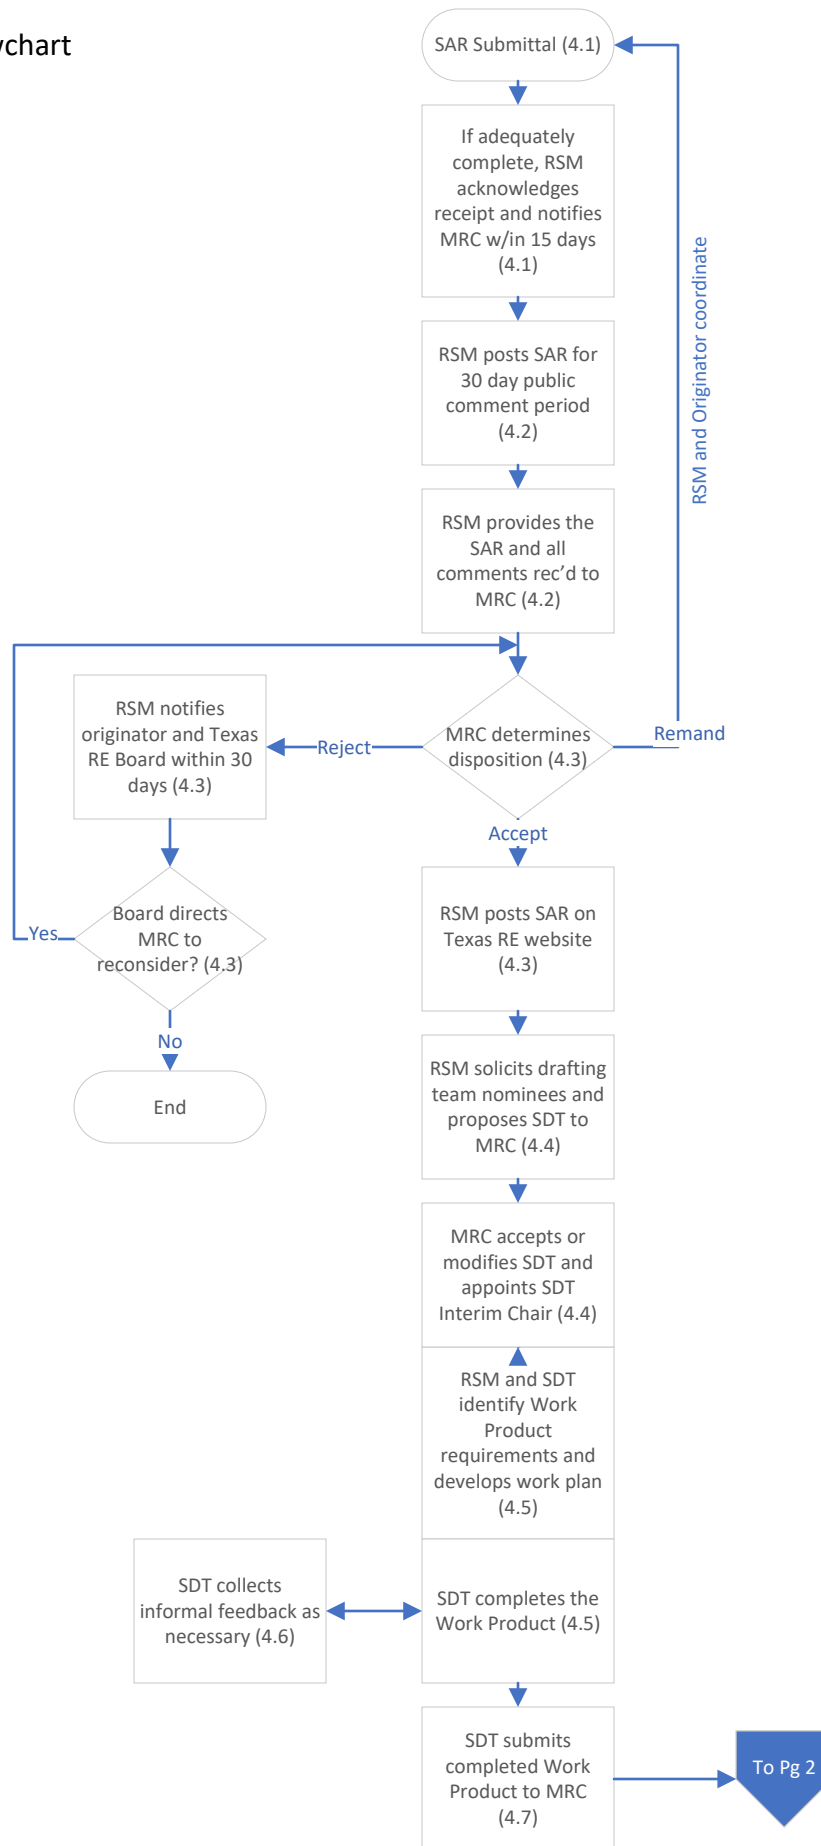 vchart
SAR Submittal (4.1)
If adequately
complete, RSM
acknowledges
receipt and notifies
MRC w/in 15 days
(4.1)
RSM and Originator coordinate
RSM posts SAR for
30 day public
comment period
(4.2)
RSM provides the
SAR and all
comments rec’d to
MRC (4.2)
RSM notifies
originator and Texas
RE Board within 30
days (4.3)
Reject
MRC determines
disposition (4.3)
Remand
Accept
Board directs
MRC to
reconsider? (4.3)
Yes
No
End
RSM posts SAR on
Texas RE website
(4.3)
RSM solicits drafting
team nominees and
proposes SDT to
MRC (4.4)
MRC accepts or
modifies SDT and
appoints SDT
Interim Chair (4.4)
RSM and SDT
identify Work
Product
requirements and
develops work plan
(4.5)
SDT collects
informal feedback as
necessary (4.6)
SDT completes the
Work Product (4.5)
SDT submits
completed Work
Product to MRC
(4.7)
To Pg 2